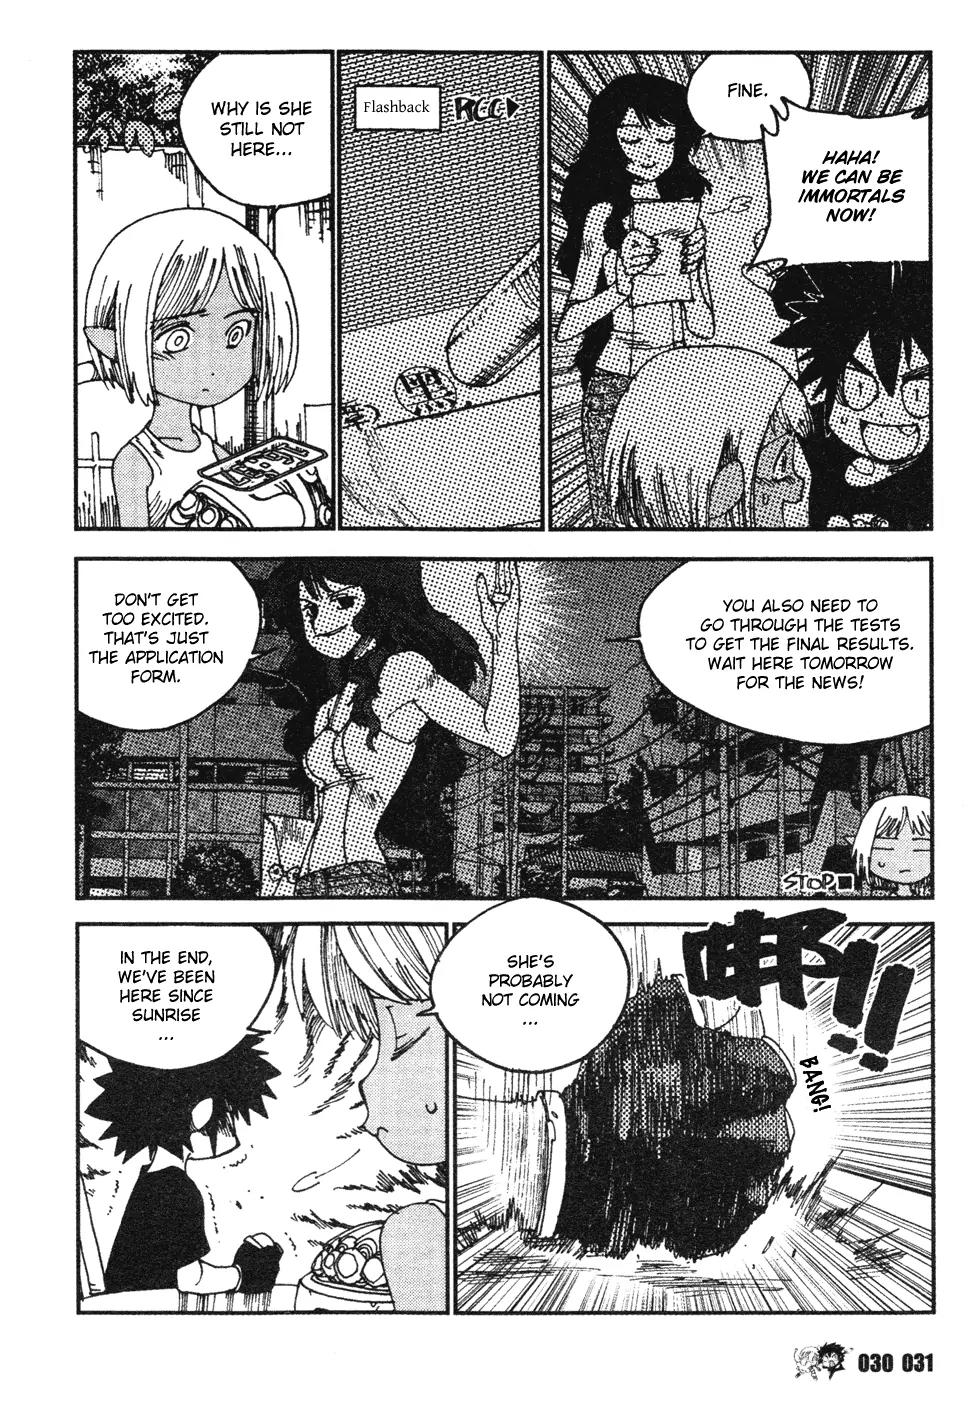 WHY IS SHE
STILL NOT
HERE...
Flashback
REC
FINE.
HAHA!
WE CAN BE
IMMORTALS
NOW!
DON'T GET
TOO EXCITED.
THAT'S JUST
THE APPLICATION
FORM.
YOU ALSO NEED TO
GO THROUGH THE TESTS
TO GET THE FINAL RESULTS.
WAIT HERE TOMORROW
FOR THE NEWS!
STOP
IN THE END,
WE'VE BEEN
HERE SINCE
SUNRISE
...
SHE'S
PROBABLY
NOT COMING
...
BANG!
030 031